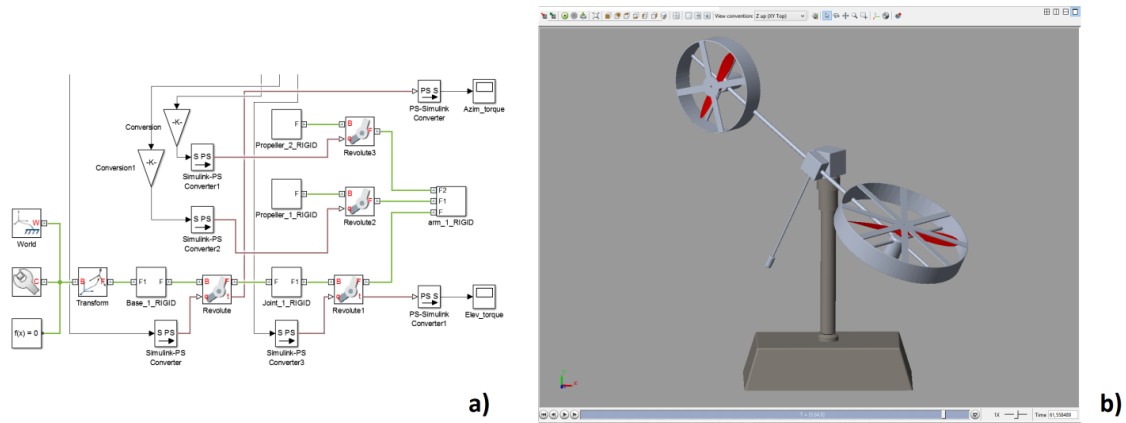 View convention: Z up (XY Top)
PS S
PS-Simulink
Converter
Azim_torque
Conversion
-K-
Conversion1
-K-
S PS
Simulink-PS
Converter1
F
Propeller_2_RIGID
B F
q
Revolute3
S PS
Simulink-PS
Converter2
F
Propeller_1_RIGID
B F
q
Revolute2
F2
F1
F
arm_1_RIGID
W
World
C
f(x) = 0
B F
Transform
F1
Base_1_RIGID
B F
q t
Revolute
F F1
Joint_1_RIGID
B F
q t
Revolute1
PS S
PS-Simulink
Converter1
Elev_torque
S PS
Simulink-PS
Converter
S PS
Simulink-PS
Converter3
a)
1X
Time 61,558489
b)